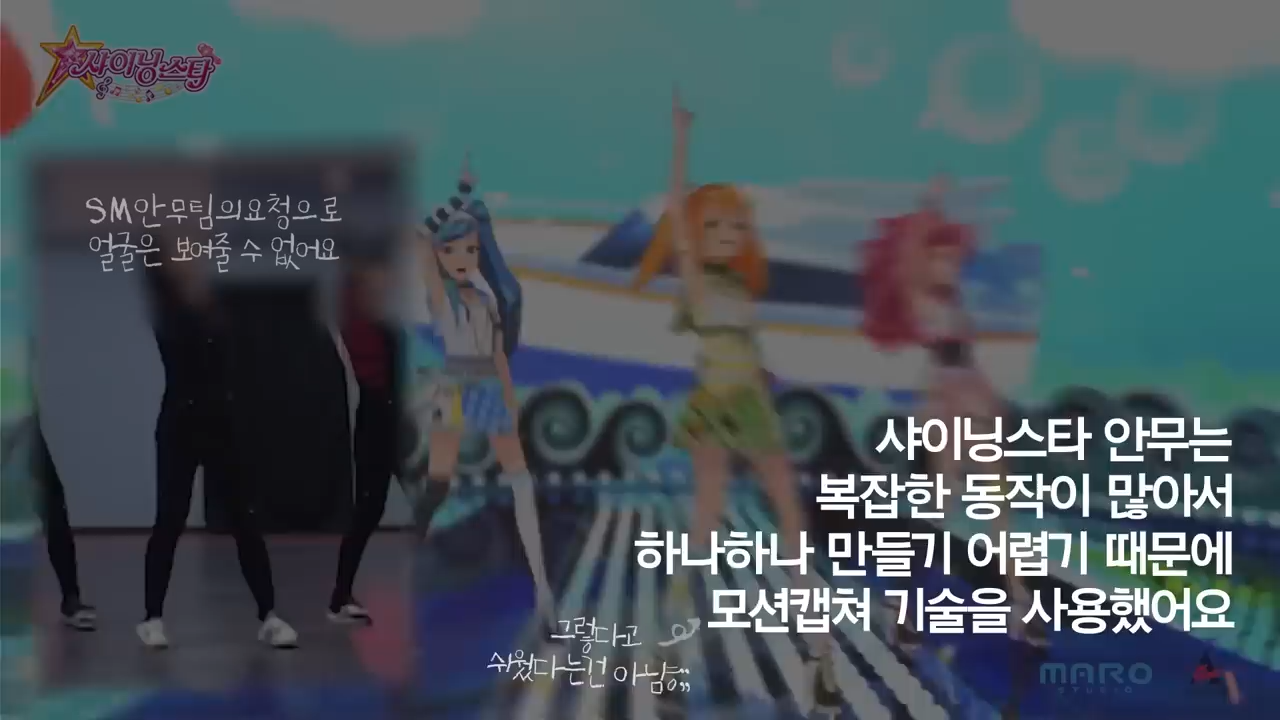 샤이닝스타
SM안무팀의요청으로
얼굴은 보여줄 수 없어요
샤이닝스타 안무는
복잡한 동작이 많아서
하나하나 만들기 어렵기 때문에
모션캡쳐 기술을 사용했어요
그렇다고
쉬웠다는건 아님;;
MARO
STUDIO